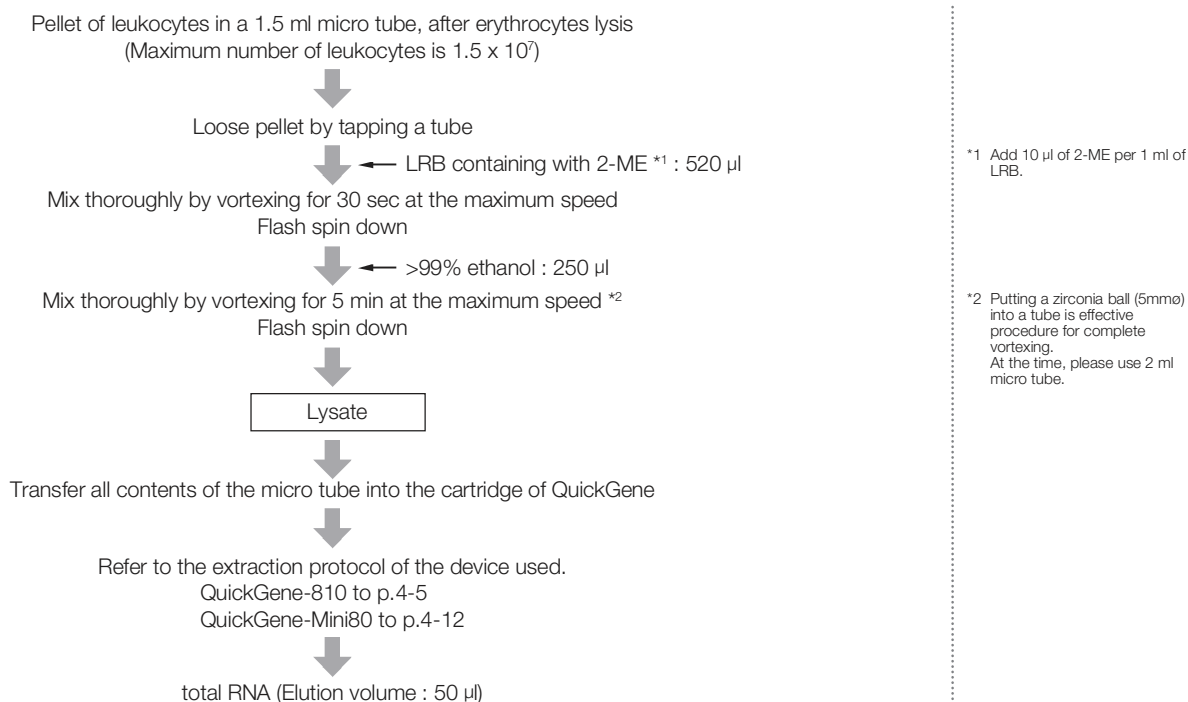 Pellet of leukocytes in a 1.5 ml micro tube, after erythrocytes lysis
(Maximum number of leukocytes is 1.5 x 10⁷)
Loose pellet by tapping a tube
LRB containing with 2-ME *1 : 520 µl
Mix thoroughly by vortexing for 30 sec at the maximum speed
Flash spin down
>99% ethanol : 250 µl
Mix thoroughly by vortexing for 5 min at the maximum speed *2
Flash spin down
Lysate
Transfer all contents of the micro tube into the cartridge of QuickGene
Refer to the extraction protocol of the device used.
QuickGene-810 to p.4-5
QuickGene-Mini80 to p.4-12
total RNA (Elution volume : 50 µl)
*1 Add 10 µl of 2-ME per 1 ml of
LRB.
*2 Putting a zirconia ball (5mmø)
into a tube is effective
procedure for complete
vortexing.
At the time, please use 2 ml
micro tube.